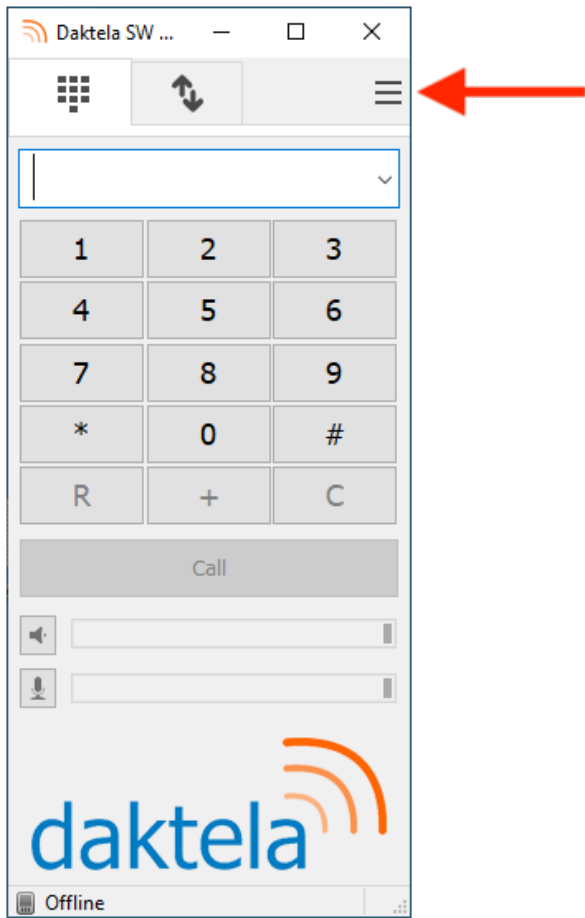 Daktela SW ...
1 2 3
4 5 6
7 8 9
* 0 #
R + C
Call
daktela
Offline